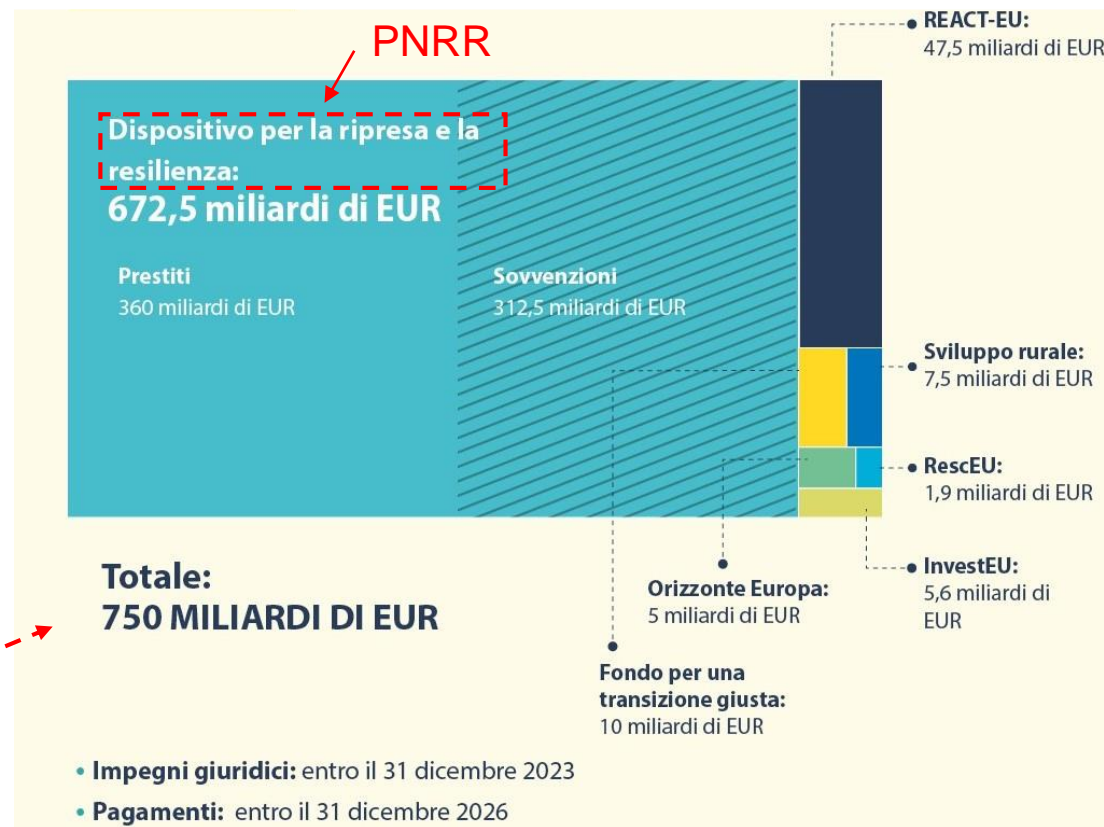 PNRR
REACT-EU:
47,5 miliardi di EUR
Dispositivo per la ripresa e la
resilienza:
672,5 miliardi di EUR
Prestiti
360 miliardi di EUR
Sovvenzioni
312,5 miliardi di EUR
Sviluppo rurale:
7,5 miliardi di EUR
RescEU:
1,9 miliardi di EUR
InvestEU:
5,6 miliardi di
EUR
Orizzonte Europa:
5 miliardi di EUR
Totale:
750 MILIARDI DI EUR
Fondo per una
transizione giusta:
10 miliardi di EUR
• Impegni giuridici: entro il 31 dicembre 2023
• Pagamenti: entro il 31 dicembre 2026